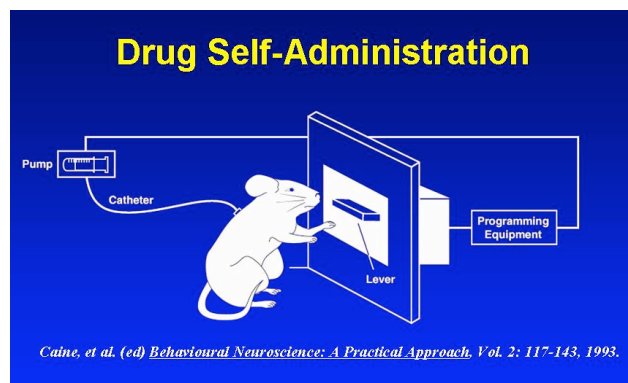 Drug Self-Administration
Pump
Catheter
Lever
Programming
Equipment
Caine, et al. (ed) Behavioural Neuroscience: A Practical Approach, Vol. 2: 117-143, 1993.